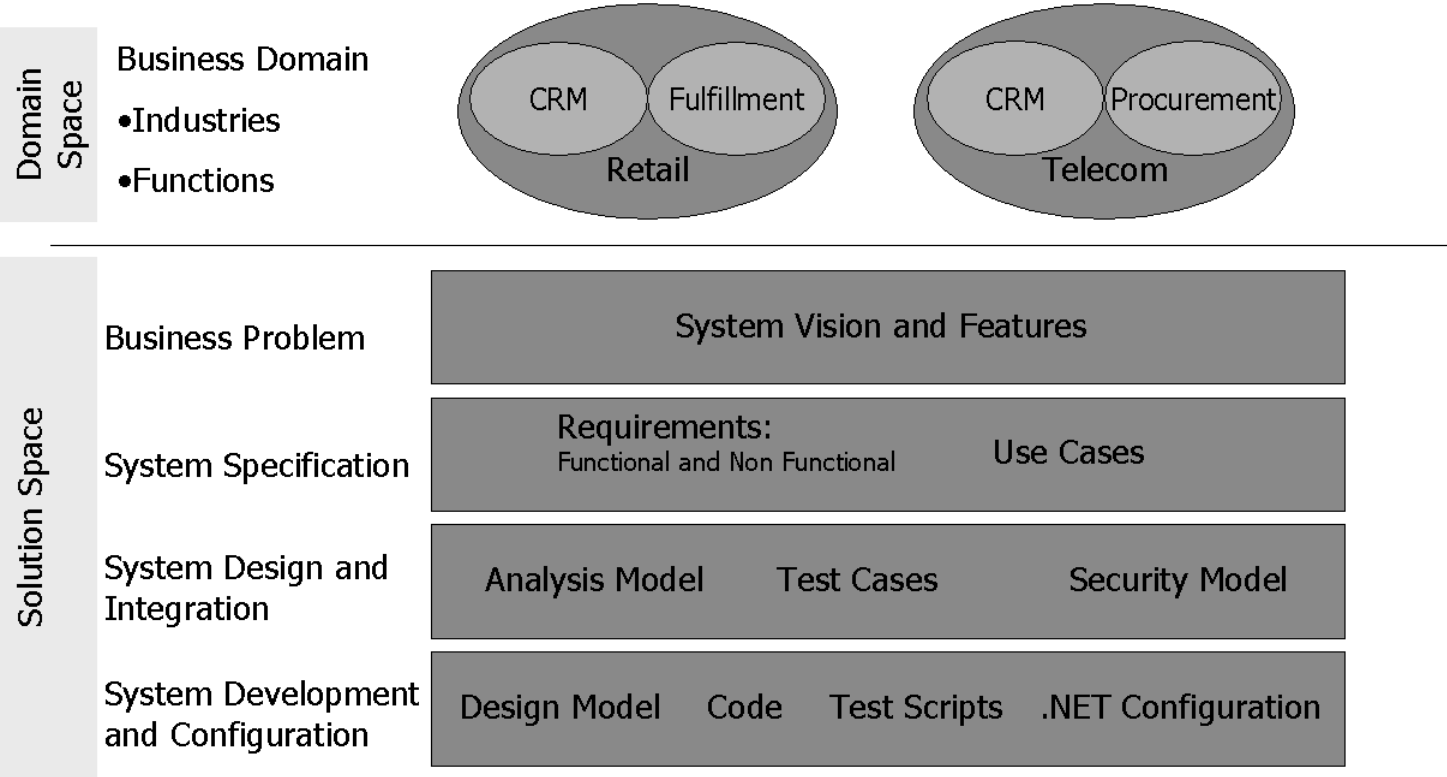 Domain
Space
Business Domain
•Industries
•Functions
CRM
Fulfillment
Retail
CRM
Procurement
Telecom
Solution Space
Business Problem
System Vision and Features
System Specification
Requirements:
Functional and Non Functional
Use Cases
System Design and
Integration
Analysis Model
Test Cases
Security Model
System Development
and Configuration
Design Model
Code
Test Scripts
.NET Configuration